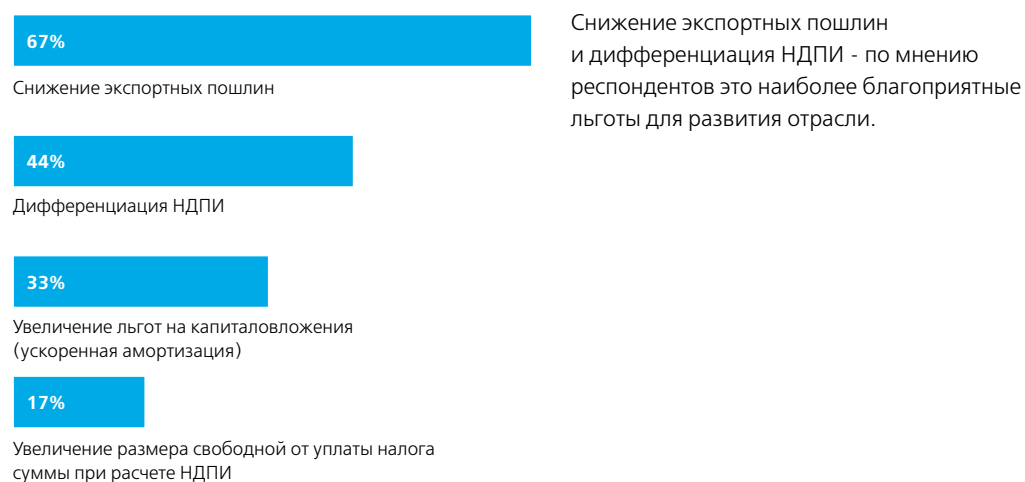 67%
Снижение экспортных пошлин
44%
Дифференциация НДПИ
33%
Увеличение льгот на капиталовложения
(ускоренная амортизация)
17%
Увеличение размера свободной от уплаты налога
суммы при расчете НДПИ
Снижение экспортных пошлин
и дифференциация НДПИ - по мнению
респондентов это наиболее благоприятные
льготы для развития отрасли.